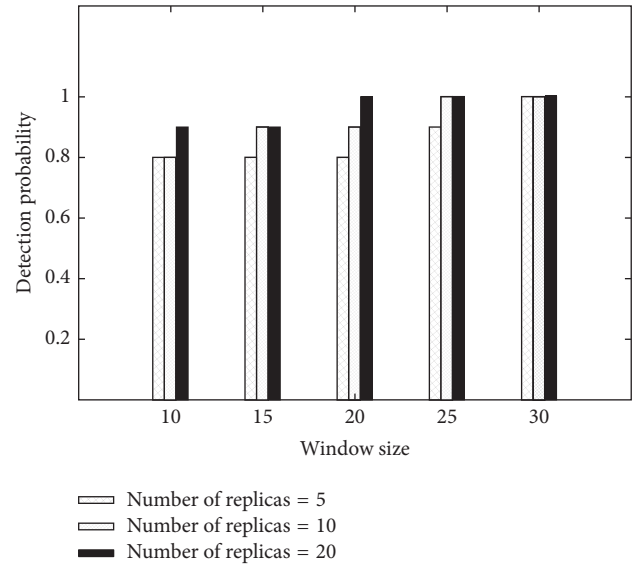 Detection probability
1
0.8
0.6
0.4
0.2
10 15 20 25 30
Window size
Number of replicas = 5
Number of replicas = 10
Number of replicas = 20